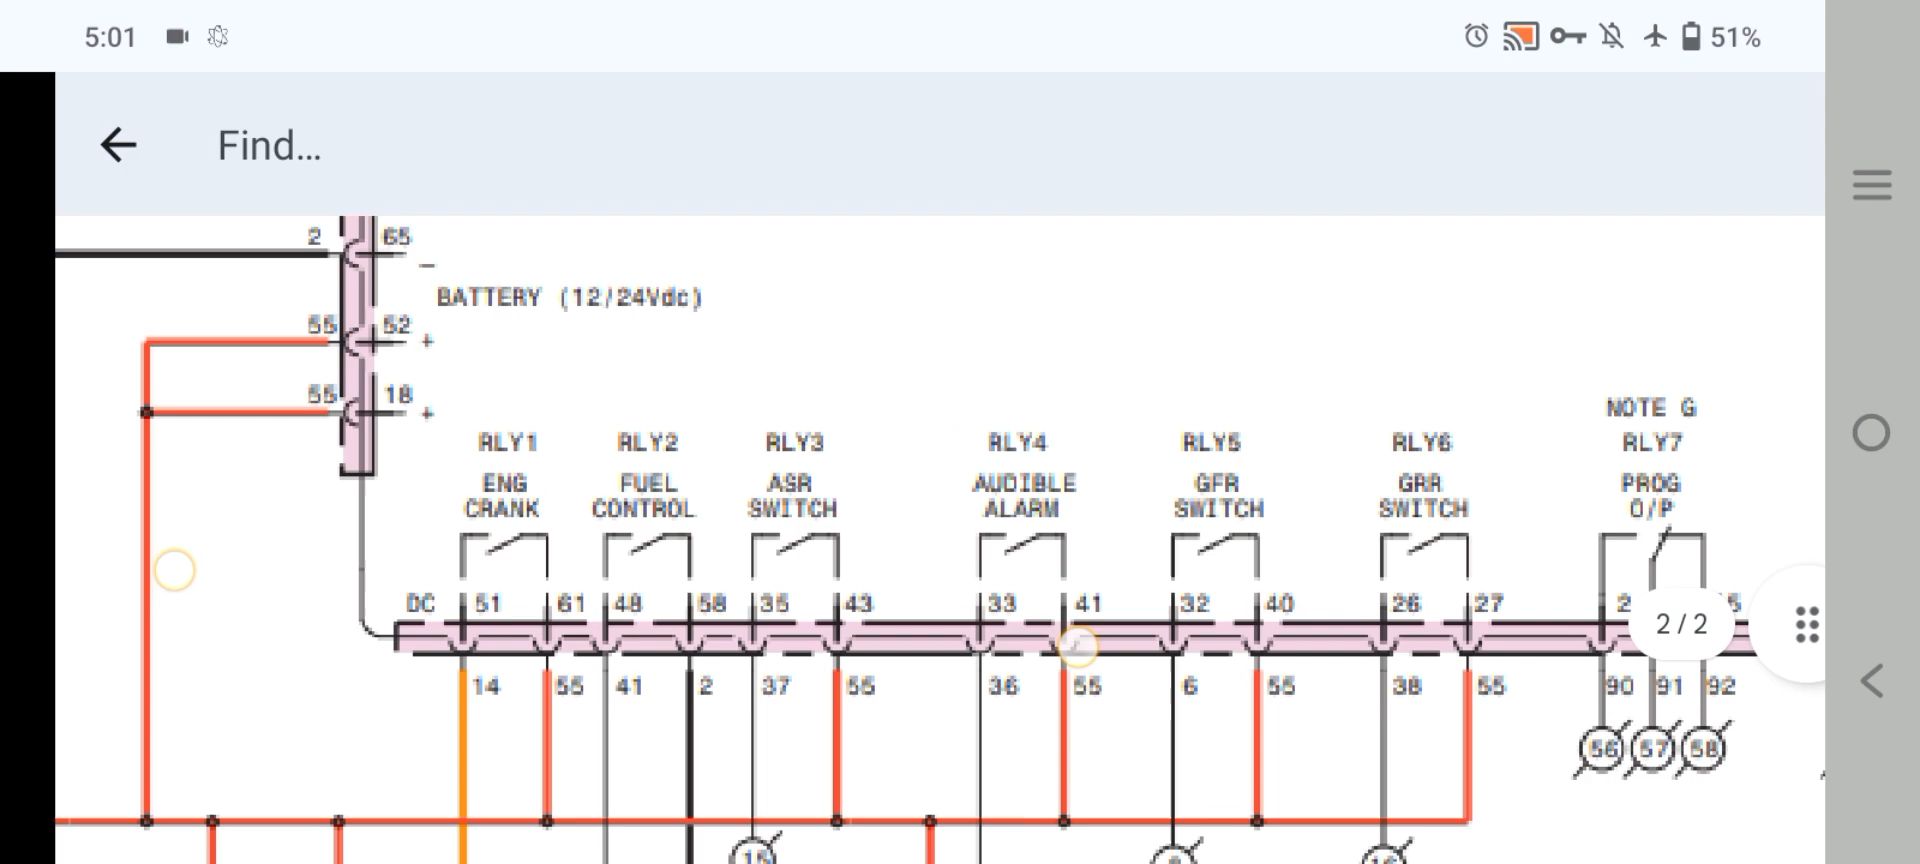 5:01 51%
Find...
2 65
–
BATTERY (12/24Vdc)
55 52 +
55 18 +
NOTE G
RLY1 RLY2 RLY3 RLY4 RLY5 RLY6 RLY7
ENG FUEL ASR AUDIBLE GFR GRR PROG
CRANK CONTROL SWITCH ALARM SWITCH SWITCH O/P
DC 51 61 48 58 35 43 33 41 32 40 26 27
2/2
14 55 41 2 37 55 36 55 6 55 38 55 90 91 92
56 57 58
15